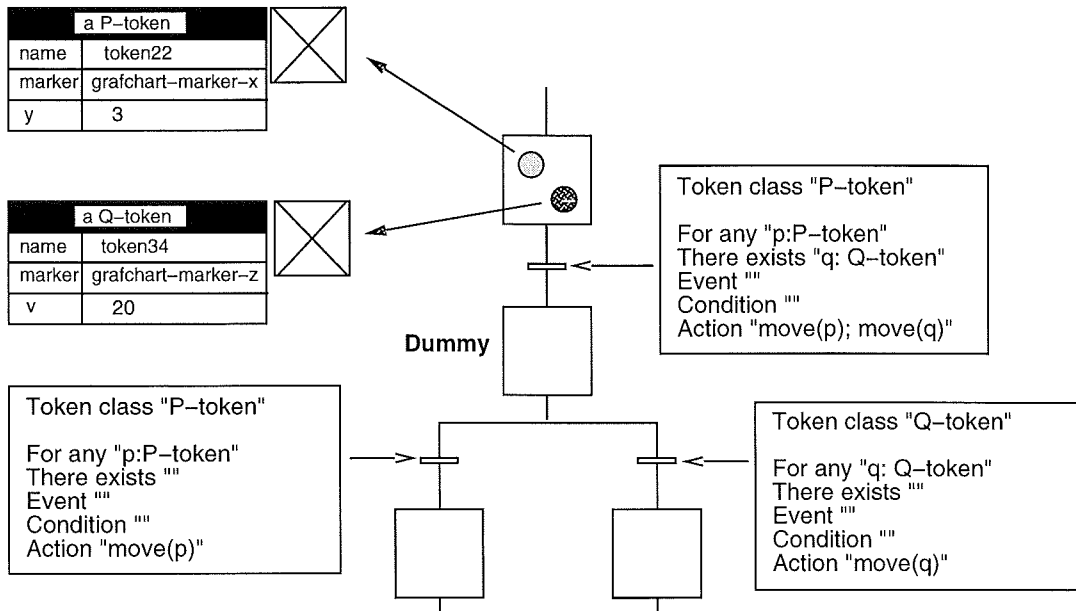 a P–token
name token22
marker grafchart–marker–x
y 3
a Q–token
name token34
marker grafchart–marker–z
v 20
Token class "P–token"
For any "p:P–token"
There exists "q: Q–token"
Event ""
Condition ""
Action "move(p); move(q)"
Dummy
Token class "P–token"
For any "p:P–token"
There exists ""
Event ""
Condition ""
Action "move(p)"
Token class "Q–token"
For any "q: Q–token"
There exists ""
Event ""
Condition ""
Action "move(q)"